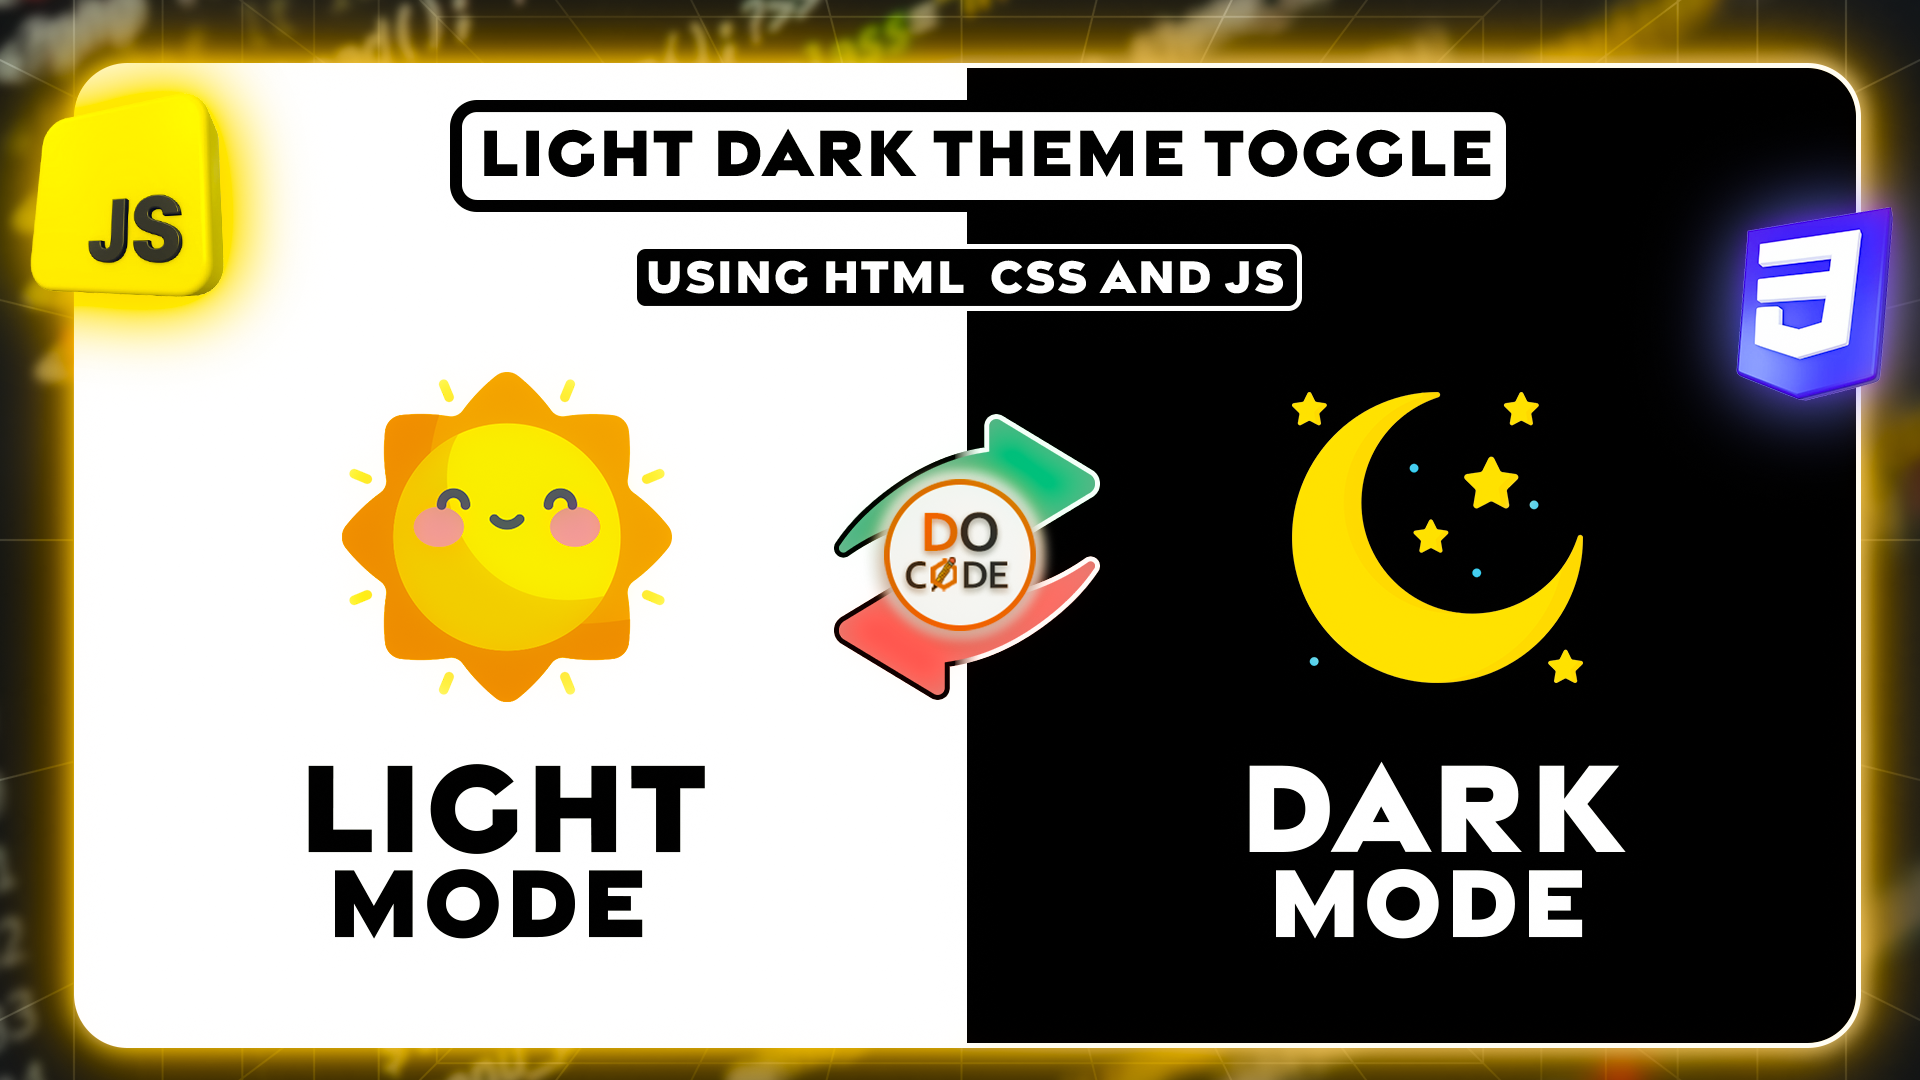 LIGHT DARK THEME TOGGLE
USING HTML CSS AND JS
JS
DO
CODE
LIGHT
MODE
DARK
MODE